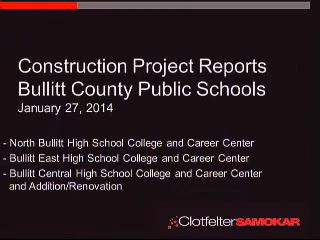 Construction Project Reports
Bullitt County Public Schools
January 27, 2014
- North Bullitt High School College and Career Center
- Bullitt East High School College and Career Center
- Bullitt Central High School College and Career Center
and Addition/Renovation
ClotfelterSAMOKAR